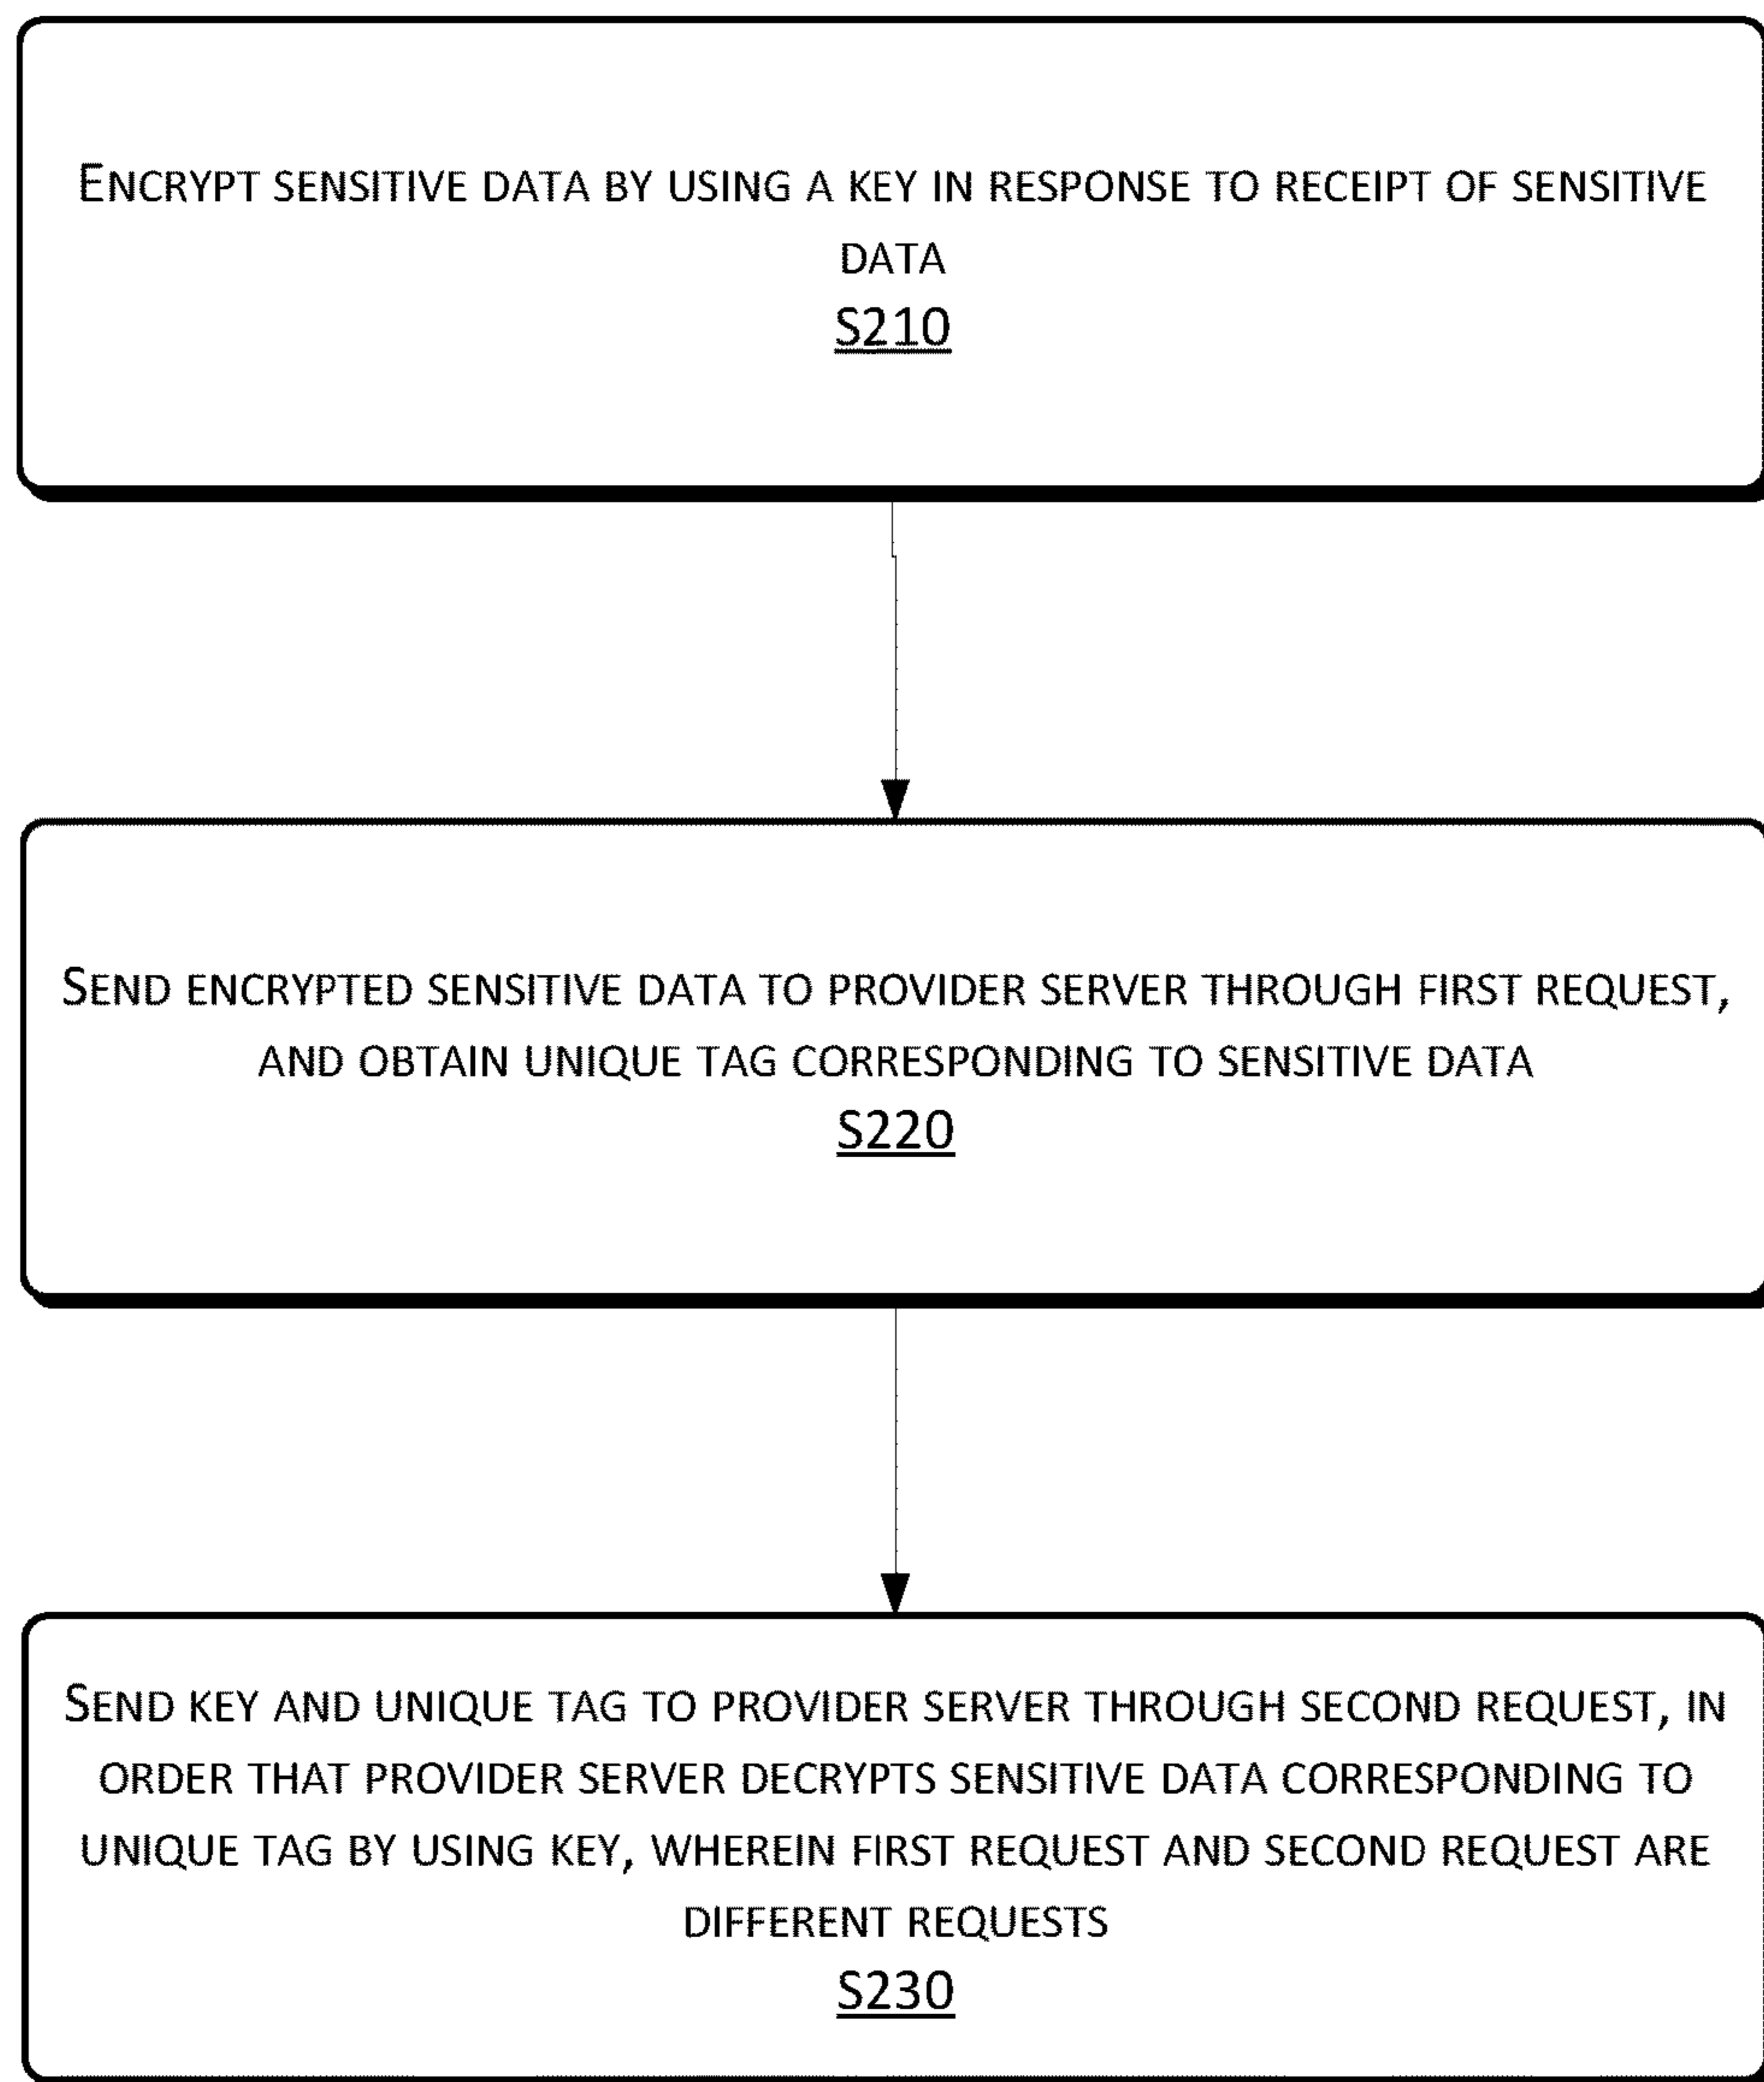 ENCRYPT SENSITIVE DATA BY USING A KEY IN RESPONSE TO RECEIPT OF SENSITIVE
DATA
S210
SEND ENCRYPTED SENSITIVE DATA TO PROVIDER SERVER THROUGH FIRST REQUEST,
AND OBTAIN UNIQUE TAG CORRESPONDING TO SENSITIVE DATA
S220
SEND KEY AND UNIQUE TAG TO PROVIDER SERVER THROUGH SECOND REQUEST, IN
ORDER THAT PROVIDER SERVER DECRYPTS SENSITIVE DATA CORRESPONDING TO
UNIQUE TAG BY USING KEY, WHEREIN FIRST REQUEST AND SECOND REQUEST ARE
DIFFERENT REQUESTS
S230